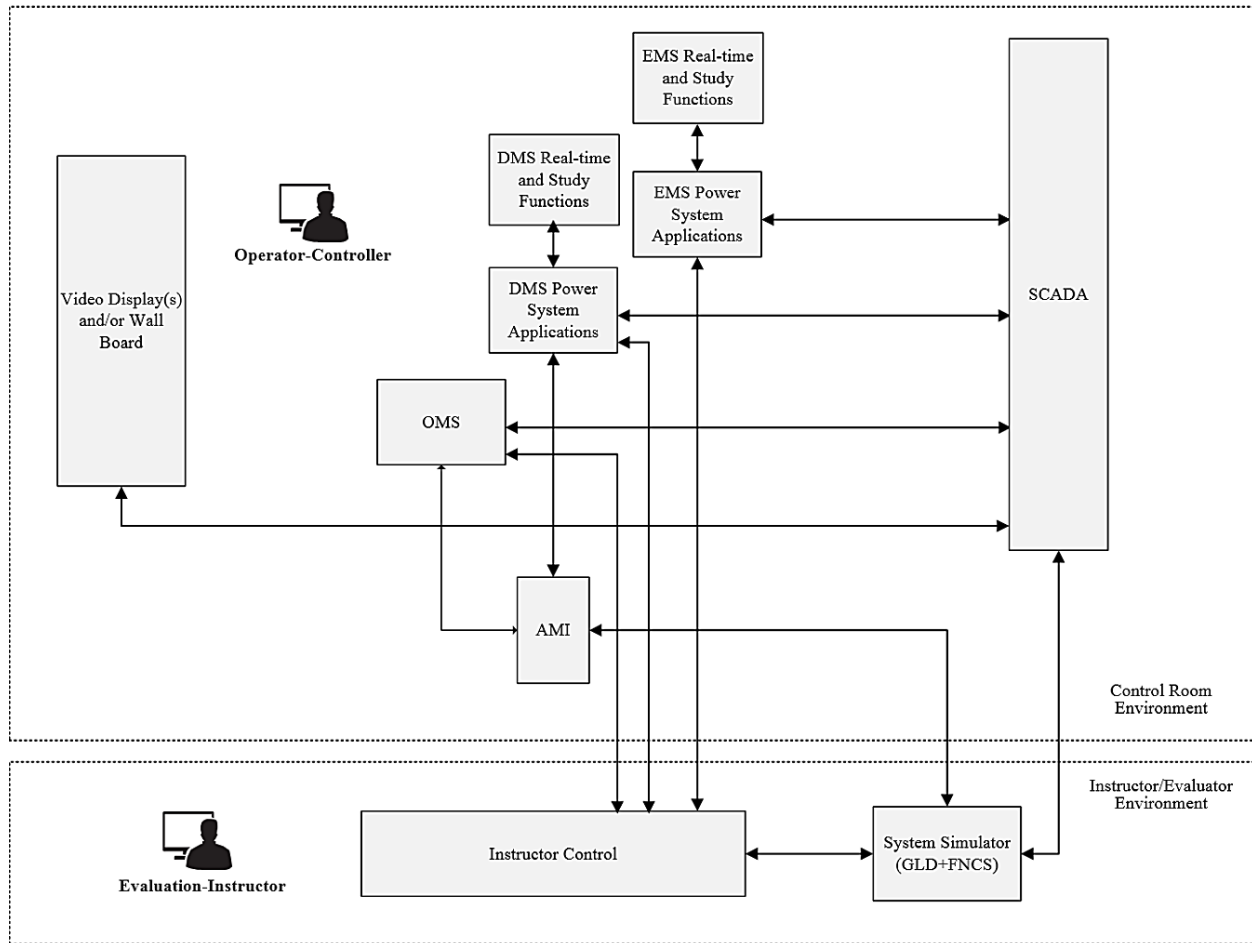 EMS Real-time
and Study
Functions
DMS Real-time
and Study
Functions
EMS Power
System
Applications
Operator-Controller
DMS Power
System
Applications
Video Display(s)
and/or Wall
Board
SCADA
OMS
AMI
Control Room
Environment
Instructor/Evaluator
Environment
Instructor Control
System Simulator
(GLD+FNCS)
Evaluation-Instructor